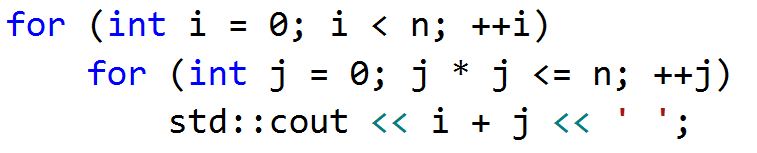 for (int i = 0; i < n; ++i)
    for (int j = 0; j * j <= n; ++j)
        std::cout << i + j << ' ';